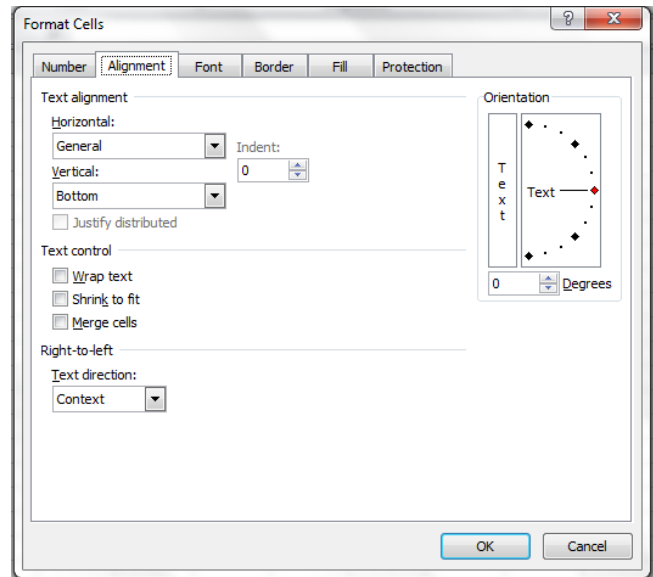 Format Cells
?
Number Alignment Font Border Fill Protection
Text alignment
Horizontal:
General
Indent:
0
Vertical:
Bottom
Justify distributed
Text control
Wrap text
Shrink to fit
Merge cells
Right-to-left
Text direction:
Context
Orientation
Text
Text
0 Degrees
OK Cancel